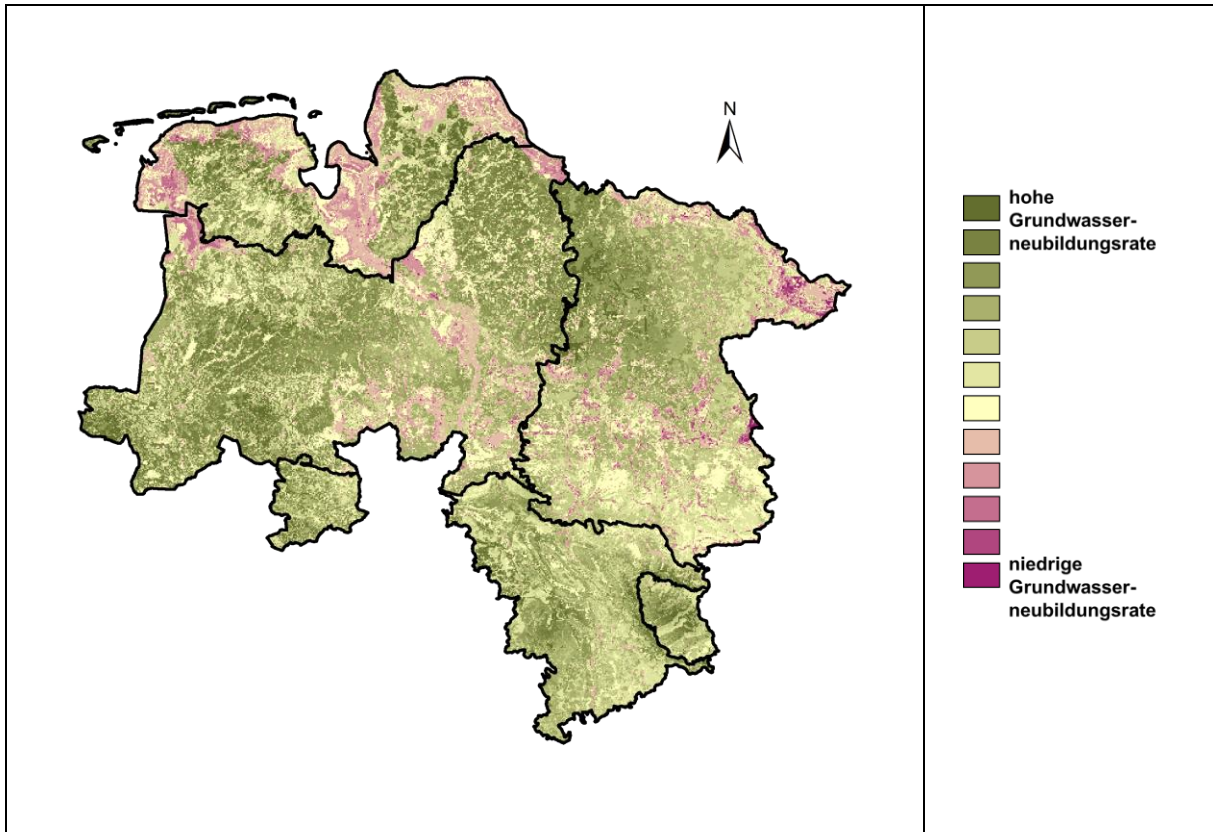 N
hohe
Grundwasser-
neubildungsrate
niedrige
Grundwasser-
neubildungsrate